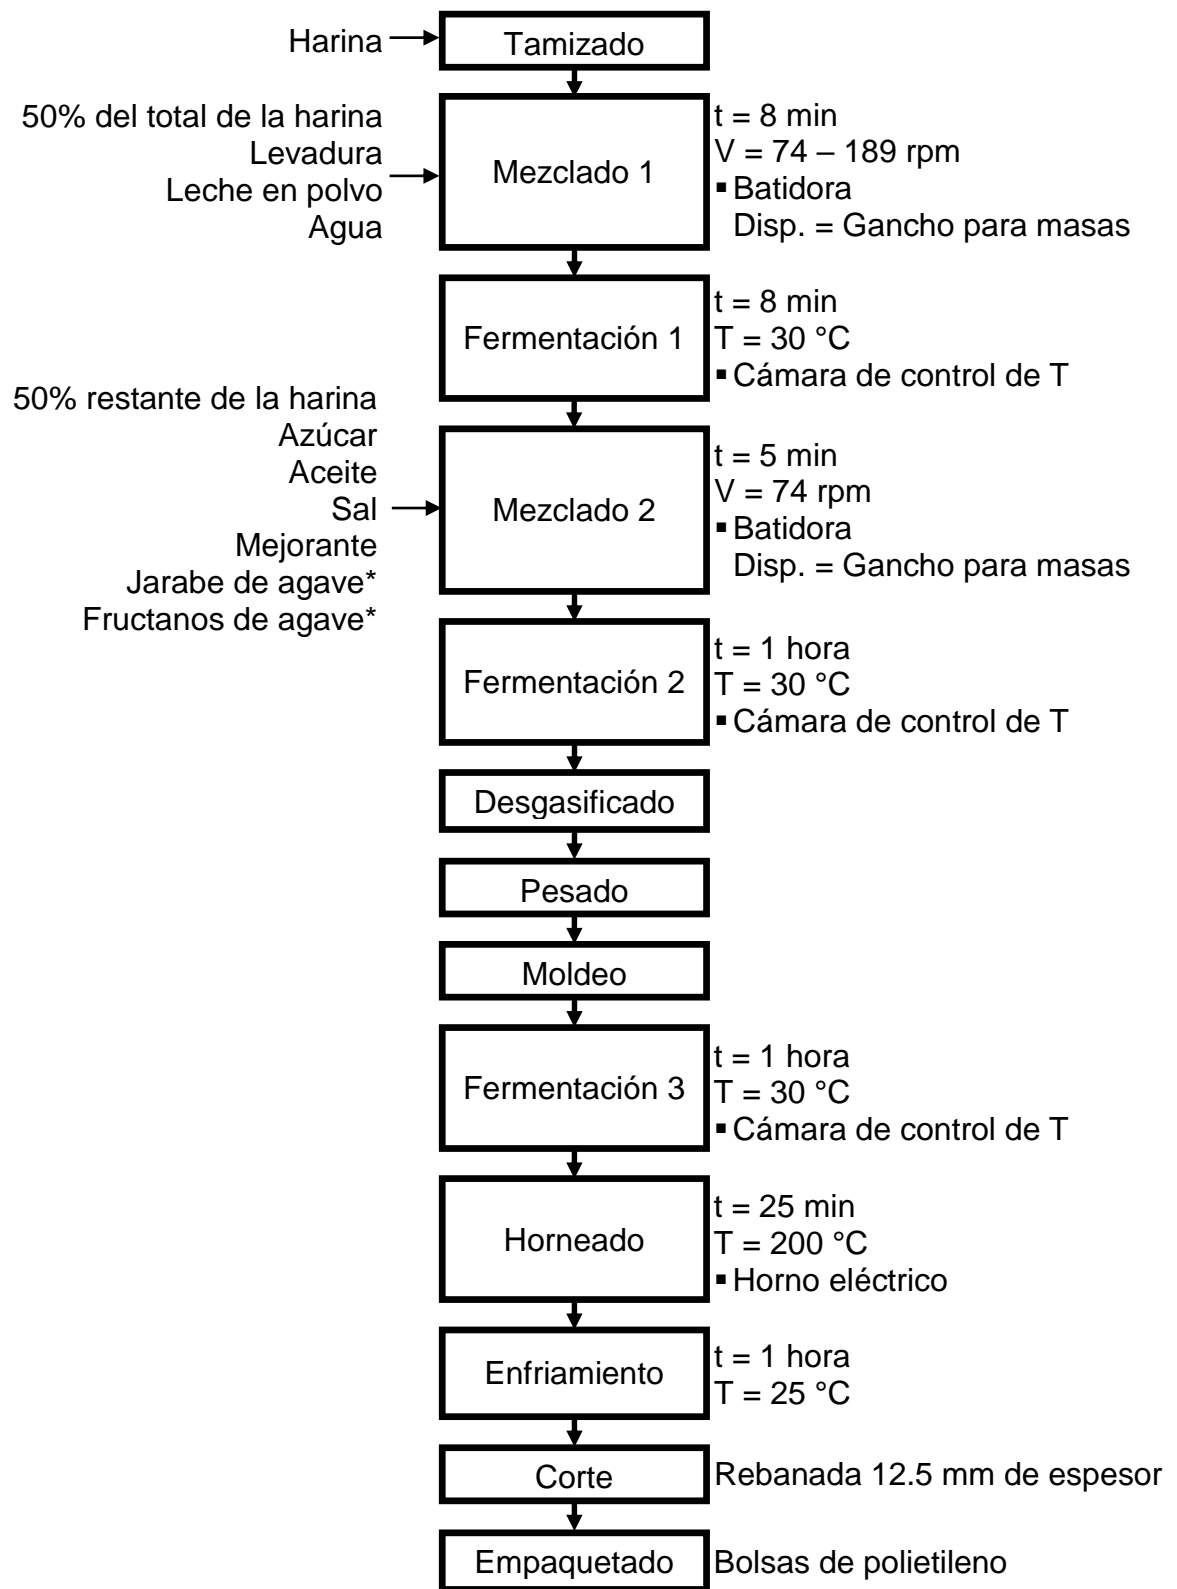 Harina
Tamizado
50% del total de la harina
Levadura
Leche en polvo
Agua
Mezclado 1
t = 8 min
V = 74 – 189 rpm
▪ Batidora
Disp. = Gancho para masas
Fermentación 1
t = 8 min
T = 30 °C
▪ Cámara de control de T
50% restante de la harina
Azúcar
Aceite
Sal
Mejorante
Jarabe de agave*
Fructanos de agave*
Mezclado 2
t = 5 min
V = 74 rpm
▪ Batidora
Disp. = Gancho para masas
Fermentación 2
t = 1 hora
T = 30 °C
▪ Cámara de control de T
Desgasificado
Pesado
Moldeo
Fermentación 3
t = 1 hora
T = 30 °C
▪ Cámara de control de T
Horneado
t = 25 min
T = 200 °C
▪ Horno eléctrico
Enfriamiento
t = 1 hora
T = 25 °C
Corte
Rebanada 12.5 mm de espesor
Empaquetado
Bolsas de polietileno